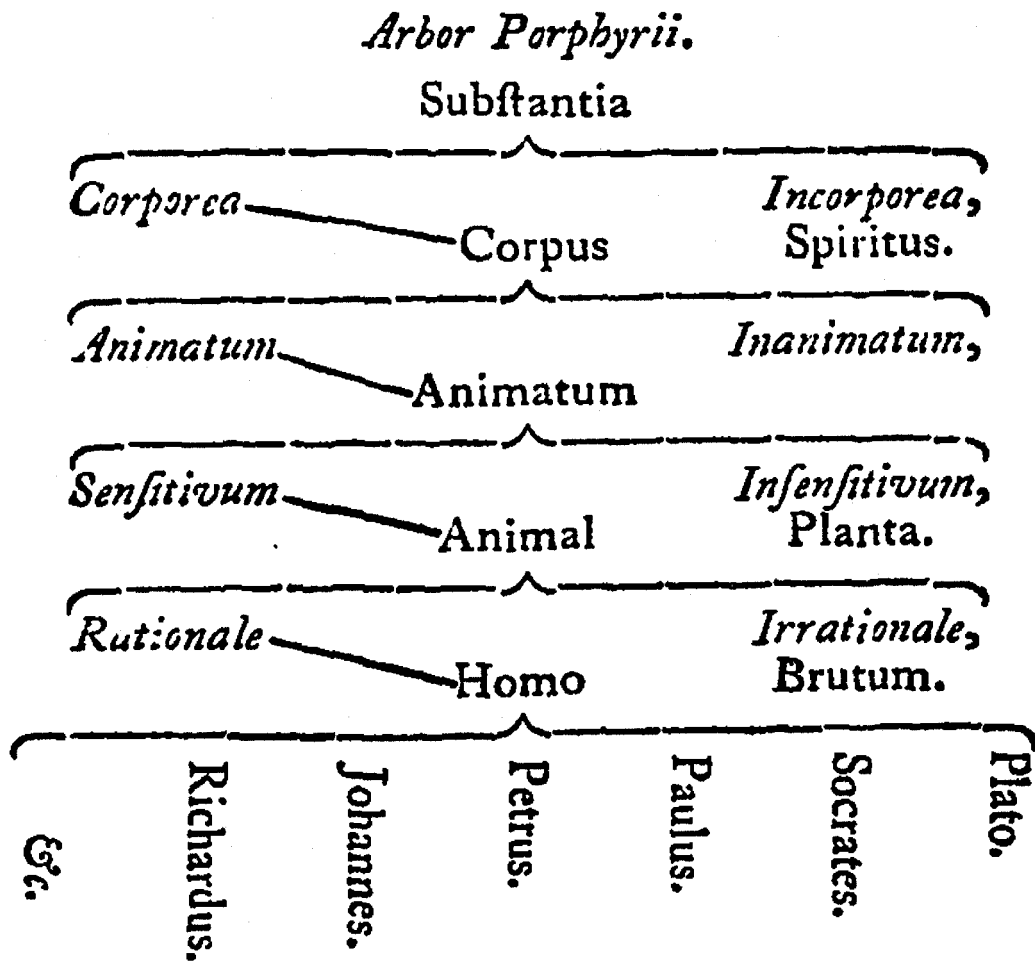 Arbor Porphyrii.
Subſtantia
Corporea Incorporea,
Corpus Spiritus.
Animatum Inanimatum,
Animatum
Senſitivum Inſenſitivum,
Animal Planta.
Rationale Irrationale,
Homo Brutum.
Plato.
Socrates.
Paulus.
Petrus.
Johannes.
Richardus.
&c.